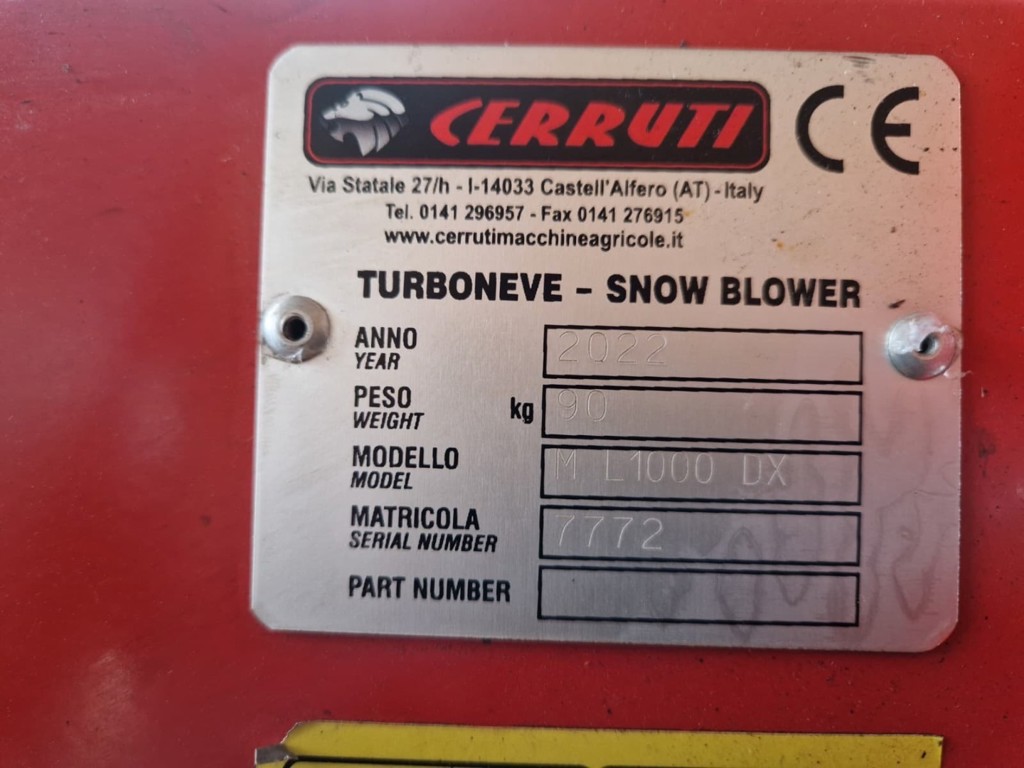 CERRUTI CE
Via Statale 27/h - I-14033 Castell'Alfero (AT) - Italy
Tel. 0141 296957 - Fax 0141 276915
www.cerrutimacchineagricole.it
TURBONEVE - SNOW BLOWER
ANNO
YEAR
2022
PESO
WEIGHT
kg 90
MODELLO
MODEL
M L1000 DX
MATRICOLA
SERIAL NUMBER
7772
PART NUMBER